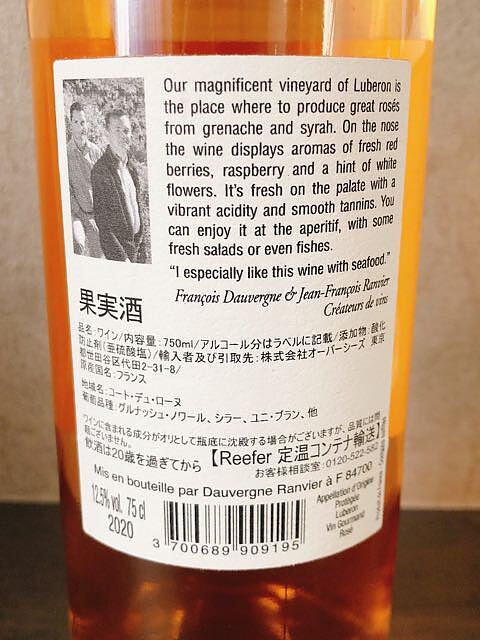 Our magnificent vineyard of Luberon is
the place where to produce great rosés
from grenache and syrah. On the nose
the wine displays aromas of fresh red
berries, raspberry and a hint of white
flowers. It's fresh on the palate with a
vibrant acidity and smooth tannins. You
can enjoy it at the aperitif, with some
fresh salads or even fishes.
“I especially like this wine with seafood.”
François Dauvergne & Jean-François Ranvier
Créateurs de vins
果実酒
品名:ワイン/内容量:750ml/アルコール分はラベルに記載/添加物:酸化
防止剤(亜硫酸塩)/輸入者及び引取先:株式会社オーバーシーズ 東京
都世田谷区代田2-31-8/
原産国名:フランス
地域名:コート・デュ・ローヌ
葡萄品種:グルナッシュ・ノワール、シラー、ユニ・ブラン、他
ワインに含まれる成分がオリとして瓶底に沈殿する場合がございますが、品質には問
題ございません。
飲酒は20歳を過ぎてから【Reefer 定温コンテナ輸送】
お客様相談室:0120-522-582
Mis en bouteille par Dauvergne Ranvier à F 84700
12.5% vol. 75 cl
2020
Appellation d'Origine
Protégée
Luberon
Vin Gourmand
Rosé
3 700689 909195